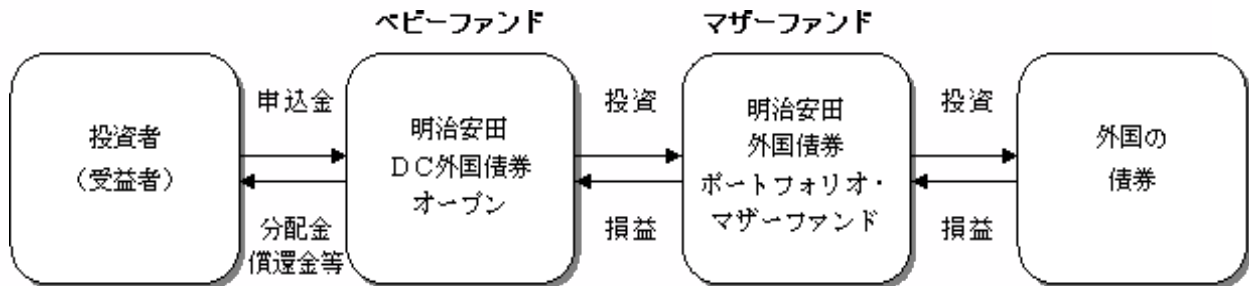 ベビーファンド
マザーファンド
投資者
（受益者）
申込金
分配金
償還金等
明治安田
ＤＣ外国債券
オープン
投資
損益
明治安田
外国債券
ポートフォリオ・
マザーファンド
投資
損益
外国の
債券